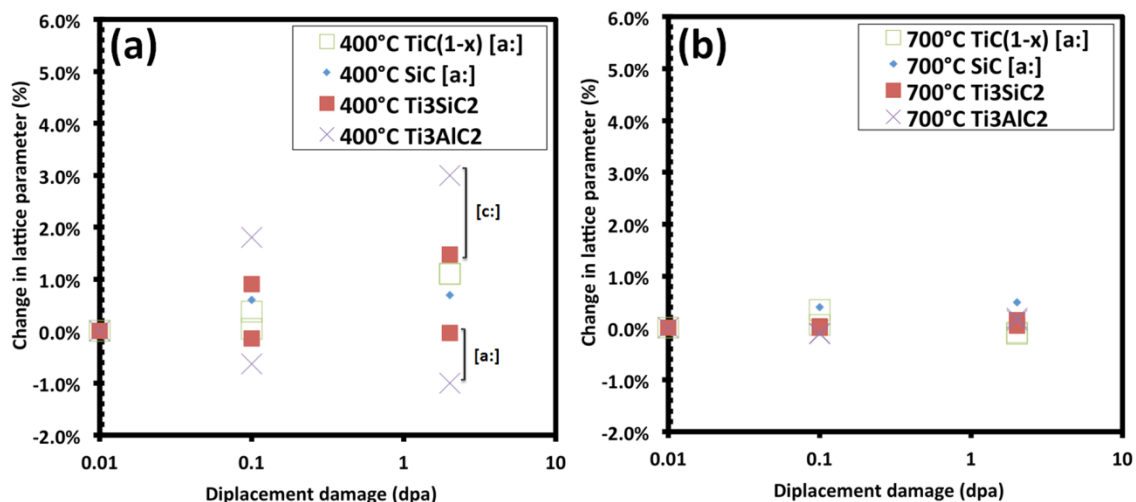 (a)
400°C TiC(1-x) [a:]
400°C SiC [a:]
400°C Ti3SiC2
400°C Ti3AlC2
Change in lattice parameter (%)
6.0%
5.0%
4.0%
3.0%
2.0%
1.0%
0.0%
-1.0%
-2.0%
[c:]
[a:]
0.01
0.1
1
10
Diplacement damage (dpa)
(b)
700°C TiC(1-x) [a:]
700°C SiC [a:]
700°C Ti3SiC2
700°C Ti3AlC2
Change in lattice parameter (%)
6.0%
5.0%
4.0%
3.0%
2.0%
1.0%
0.0%
-1.0%
-2.0%
0.01
0.1
1
10
Diplacement damage (dpa)